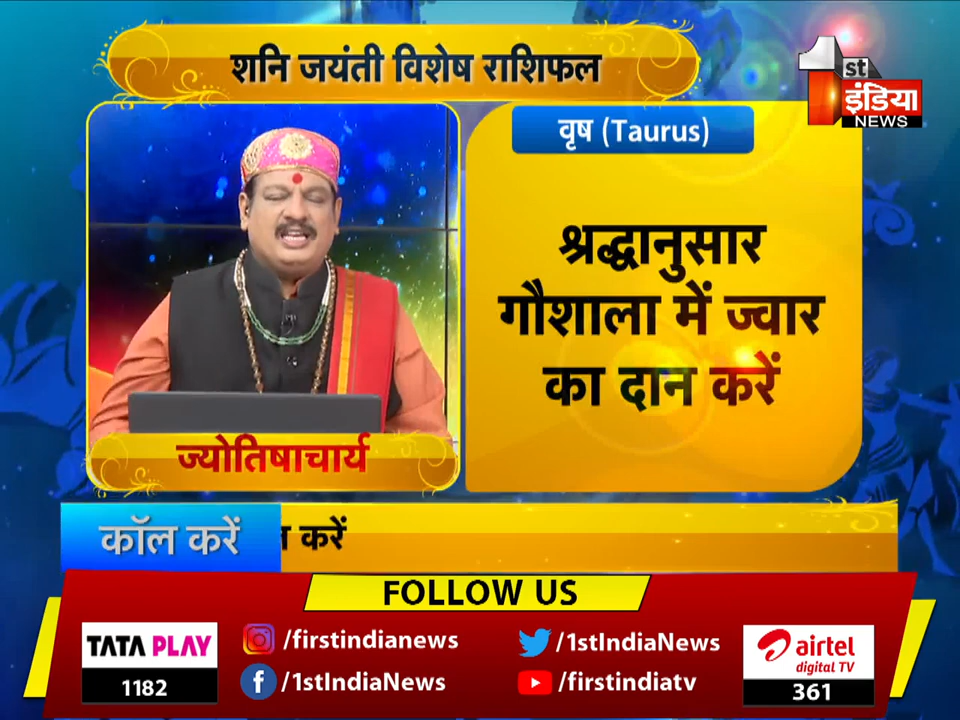 शनि जयंती विशेष राशिफल
1st
इंडिया
NEWS
वृष (Taurus)
श्रद्धानुसार
गौशाला में ज्वार
का दान करें
ज्योतिषाचार्य
कॉल करें
करें
FOLLOW US
TATA PLAY
1182
/firstindianews
/1stIndiaNews
/1stIndiaNews
/firstindiatv
airtel
digital TV
361